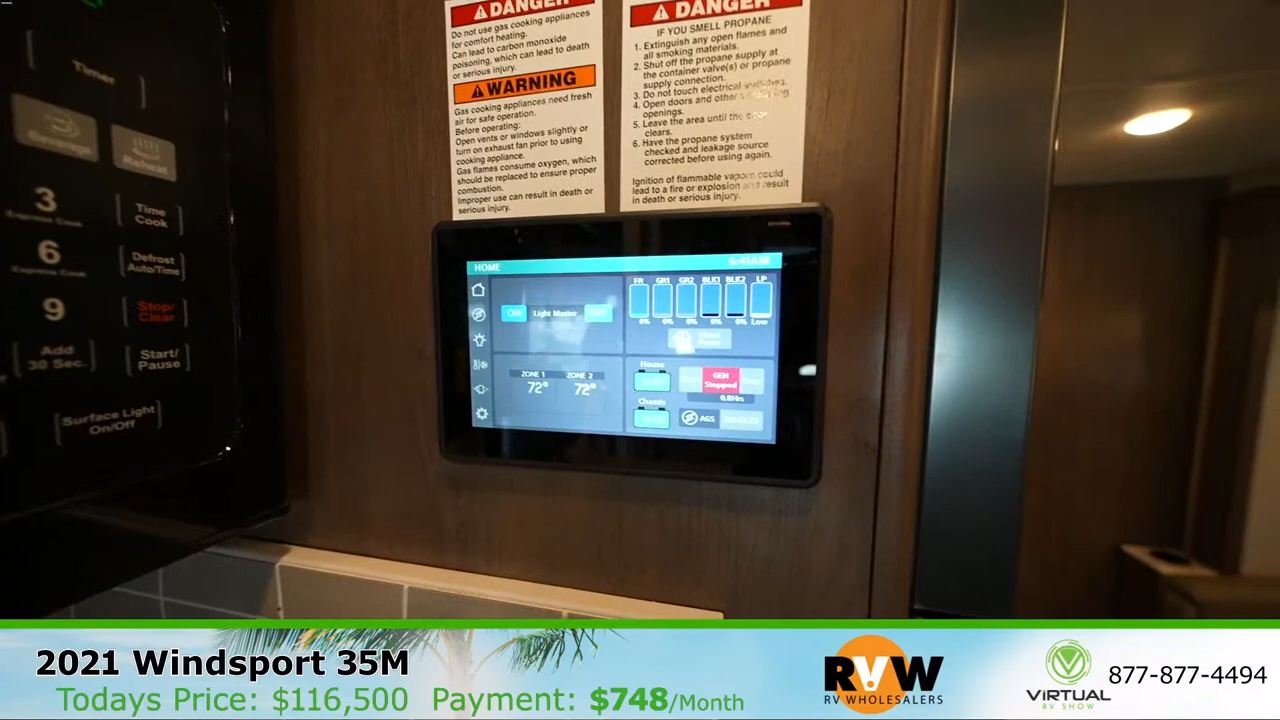 Timer
Beverage
Reheat
3
Express Cook
Time
Cook
6
Express Cook
Defrost
Auto/Time
9
Stop/
Clear
Add
30 Sec.
Start/
Pause
Surface Light
On/Off
DANGER
Do not use gas cooking appliances
for comfort heating.
Can lead to carbon monoxide
poisoning, which can lead to death
or serious injury.
WARNING
Gas cooking appliances need fresh
air for safe operation.
Before operating:
Open vents or windows slightly or
turn on exhaust fan prior to using
cooking appliance.
Gas flames consume oxygen, which
should be replaced to ensure proper
combustion.
Improper use can result in death or
serious injury.
DANGER
IF YOU SMELL PROPANE
1. Extinguish any open flames and
all smoking materials.
2. Shut off the propane supply at
the container valve(s) or propane
supply connection.
3. Do not touch electrical switches.
4. Open doors and other
openings.
5. Leave the area until the odor
clears.
6. Have the propane system
checked and leakage source
corrected before using again.
Ignition of flammable vapors could
lead to a fire or explosion and result
in death or serious injury.
HOME
ON Light Master
FR GR1 GR2 BLK1 BLK2 LP
0% 0% 0% 0% 0% Low
Water
Pump
ZONE 1 ZONE 2
72° 72°
House
GEN
Stopped
Stop
0.8Hrs
Chassis
AGS
2021 Windsport 35M
Todays Price: $116,500 Payment: $748/Month
RVW
RV WHOLESALERS
VIRTUAL
RV SHOW
877-877-4494